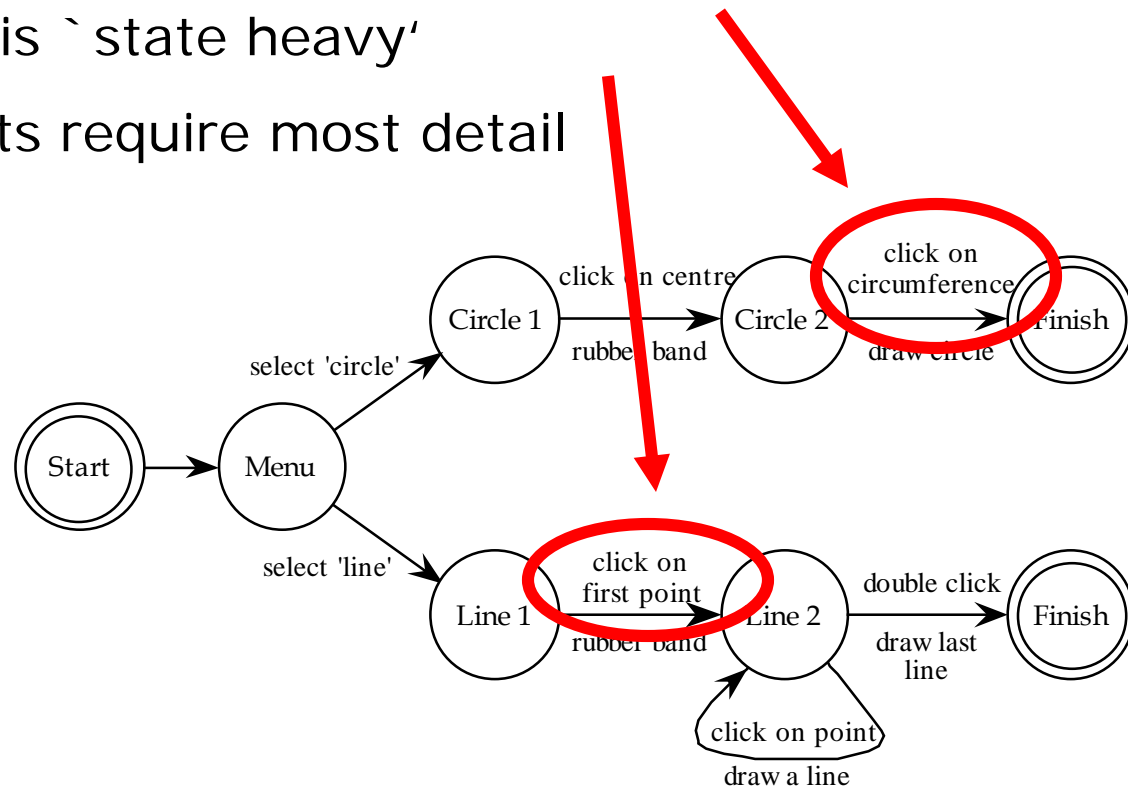 is `state heavy‘
ts require most detail
click on
circumference
click on centre
Circle 1
Circle 2
Finish
rubber band
draw circle
select 'circle'
Start
Menu
select 'line'
click on
first point
double click
Line 1
Line 2
Finish
rubber band
draw last
line
click on point
draw a line